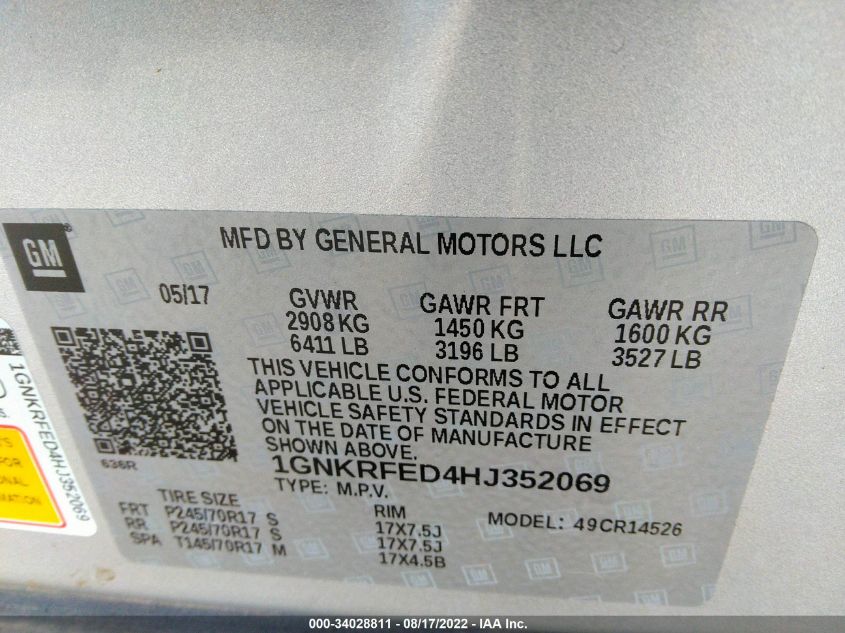 GM
MFD BY GENERAL MOTORS LLC
05/17 GVWR GAWR FRT GAWR RR
2908 KG 1450 KG 1600 KG
6411 LB 3196 LB 3527 LB
THIS VEHICLE CONFORMS TO ALL
APPLICABLE U.S. FEDERAL MOTOR
VEHICLE SAFETY STANDARDS IN EFFECT
ON THE DATE OF MANUFACTURE
SHOWN ABOVE.
636R
1GNKRFED4HJ352069
TYPE: M.P.V.
TIRE SIZE RIM
FRT P245/70R17 S 17X7.5J MODEL: 49CR14526
RR P245/70R17 S 17X7.5J
SPA T145/70R17 M 17X4.5B
1GNKRFED4HJ352069
FOR
ONAL
MATION
000-34028811 - 08/17/2022 - IAA Inc.